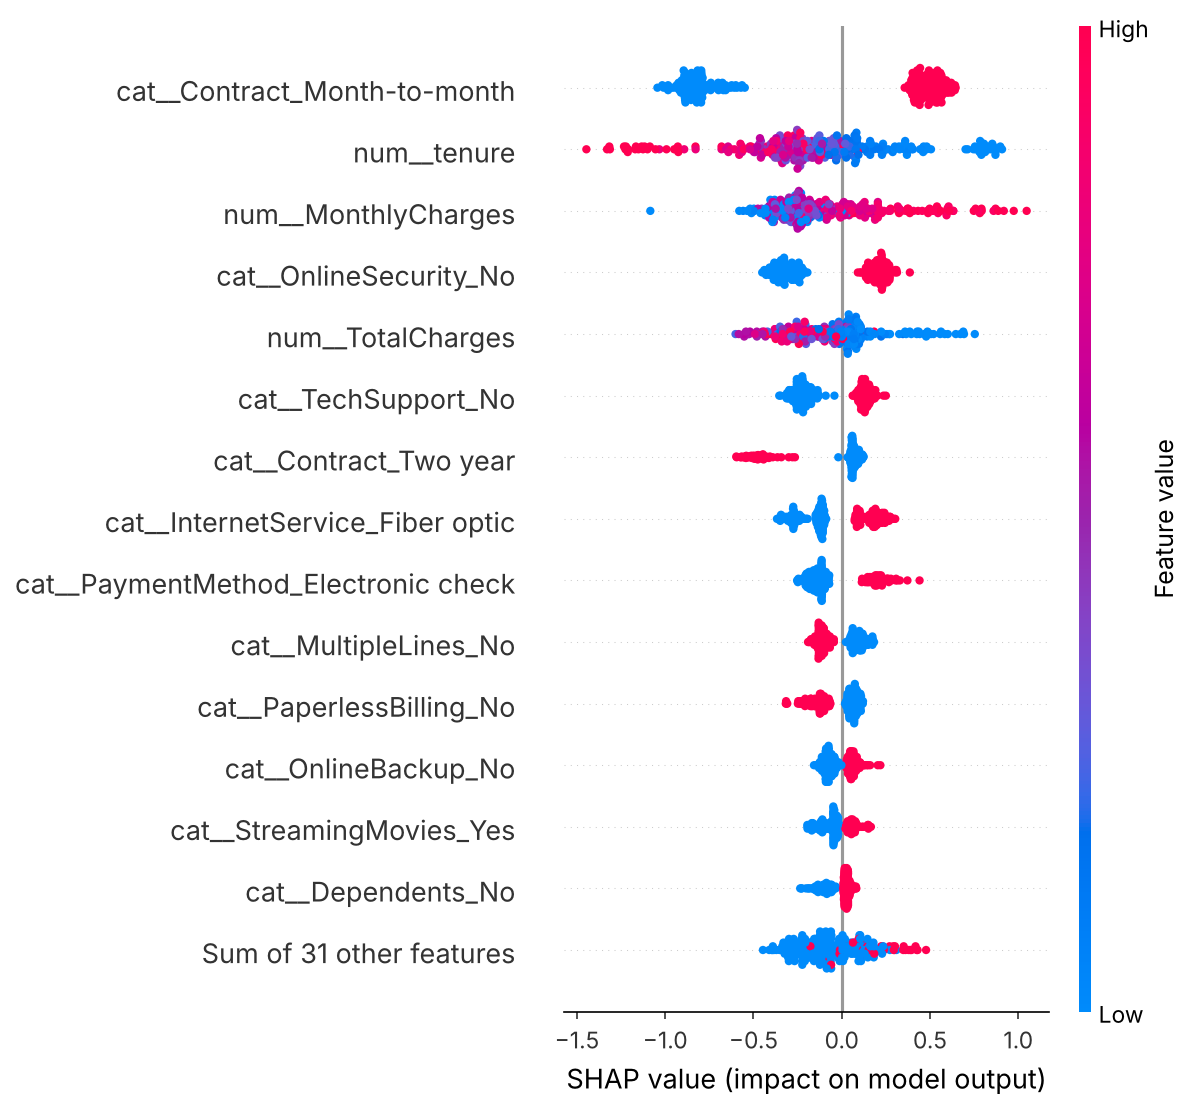 High
cat__Contract_Month-to-month
num__tenure
num__MonthlyCharges
cat__OnlineSecurity_No
num__TotalCharges
cat__TechSupport_No
cat__Contract_Two year
cat__InternetService_Fiber optic
cat__PaymentMethod_Electronic check
cat__MultipleLines_No
cat__PaperlessBilling_No
cat__OnlineBackup_No
cat__StreamingMovies_Yes
cat__Dependents_No
Sum of 31 other features
Feature value
Low
−1.5 −1.0 −0.5 0.0 0.5 1.0
SHAP value (impact on model output)